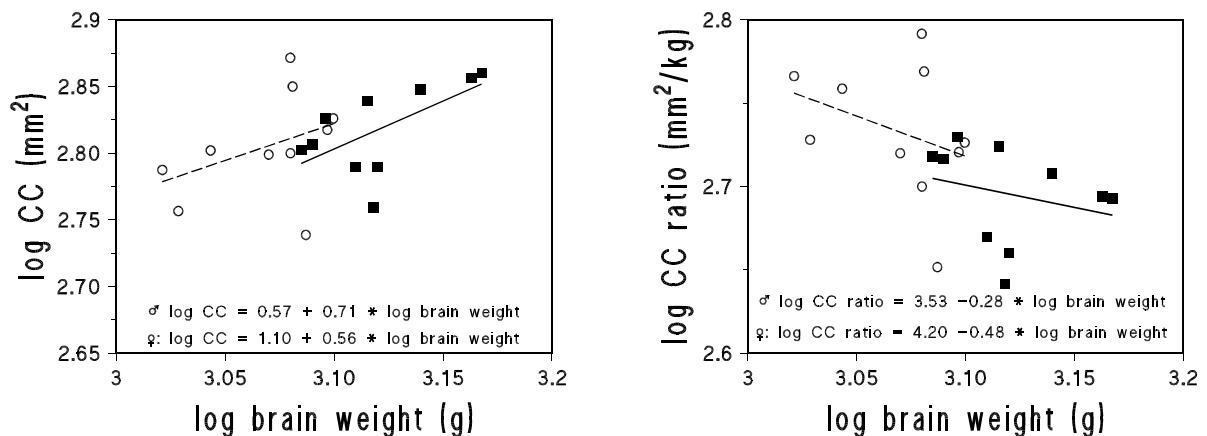 log CC (mm²)
2.9
2.85
2.80
2.75
2.70
2.65
♂ log CC = 0.57 + 0.71 * log brain weight
♀: log CC = 1.10 + 0.56 * log brain weight
3 3.05 3.10 3.15 3.2
log brain weight (g)
log CC ratio (mm²/kg)
2.8
2.7
2.6
♂ log CC ratio = 3.53 -0.28 * log brain weight
♀: log CC ratio = 4.20 -0.48 * log brain weight
3 3.05 3.10 3.15 3.2
log brain weight (g)